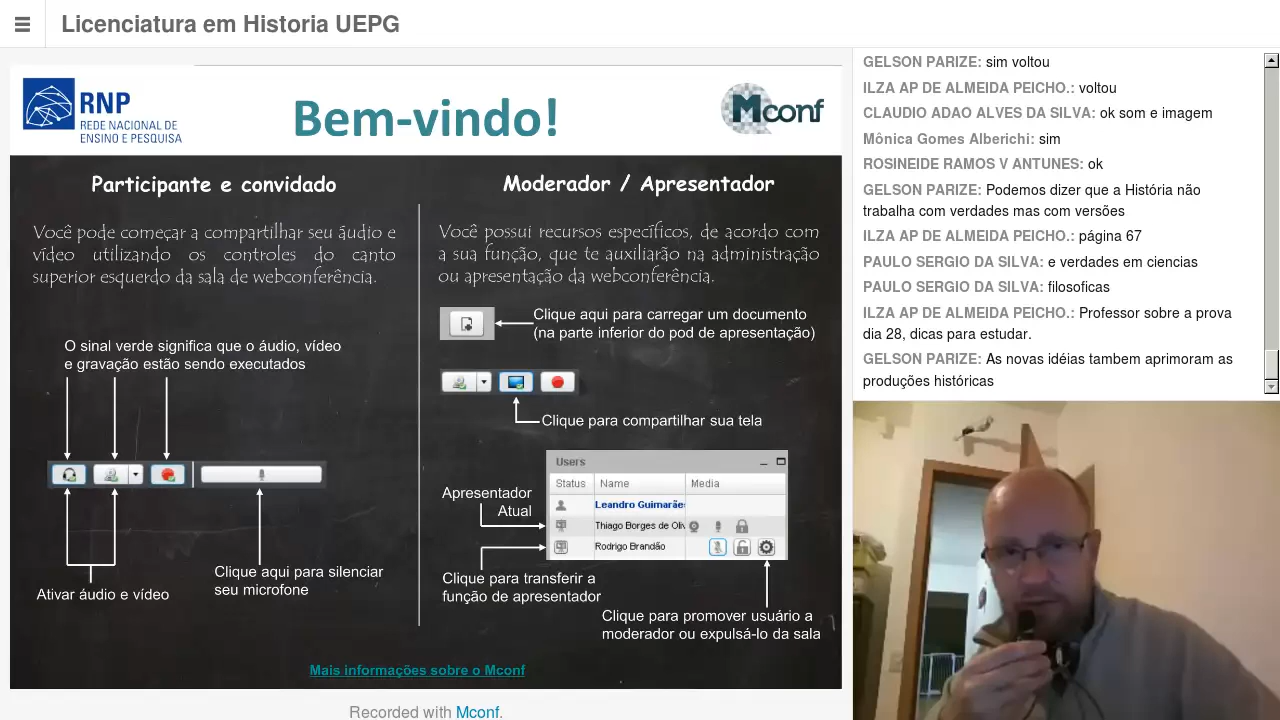 Licenciatura em Historia UEPG
RNP
REDE NACIONAL DE
ENSINO E PESQUISA
Bem-vindo!
Mconf
Participante e convidado
Você pode começar a compartilhar seu áudio e
vídeo utilizando os controles do canto
superior esquerdo da sala de webconferência.
O sinal verde significa que o áudio, vídeo
e gravação estão sendo executados
Ativar áudio e vídeo
Clique aqui para silenciar
seu microfone
Moderador / Apresentador
Você possui recursos específicos, de acordo com
a sua função, que te auxiliarão na administração
ou apresentação da webconferência.
Clique aqui para carregar um documento
(na parte inferior do pod de apresentação)
Clique para compartilhar sua tela
Users
Status Name Media
Leandro Guimarães
Thiago Borges de Oliv
Rodrigo Brandão
Apresentador
Atual
Clique para transferir a
função de apresentador
Clique para promover usuário a
moderador ou expulsá-lo da sala
Mais informações sobre o Mconf
Recorded with Mconf.
GELSON PARIZE: sim voltou
ILZA AP DE ALMEIDA PEICHO.: voltou
CLAUDIO ADAO ALVES DA SILVA: ok som e imagem
Mônica Gomes Alberichi: sim
ROSINEIDE RAMOS V ANTUNES: ok
GELSON PARIZE: Podemos dizer que a História não
trabalha com verdades mas com versões
ILZA AP DE ALMEIDA PEICHO.: página 67
PAULO SERGIO DA SILVA: e verdades em ciencias
PAULO SERGIO DA SILVA: filosoficas
ILZA AP DE ALMEIDA PEICHO.: Professor sobre a prova
dia 28, dicas para estudar.
GELSON PARIZE: As novas idéias tambem aprimoram as
produções históricas